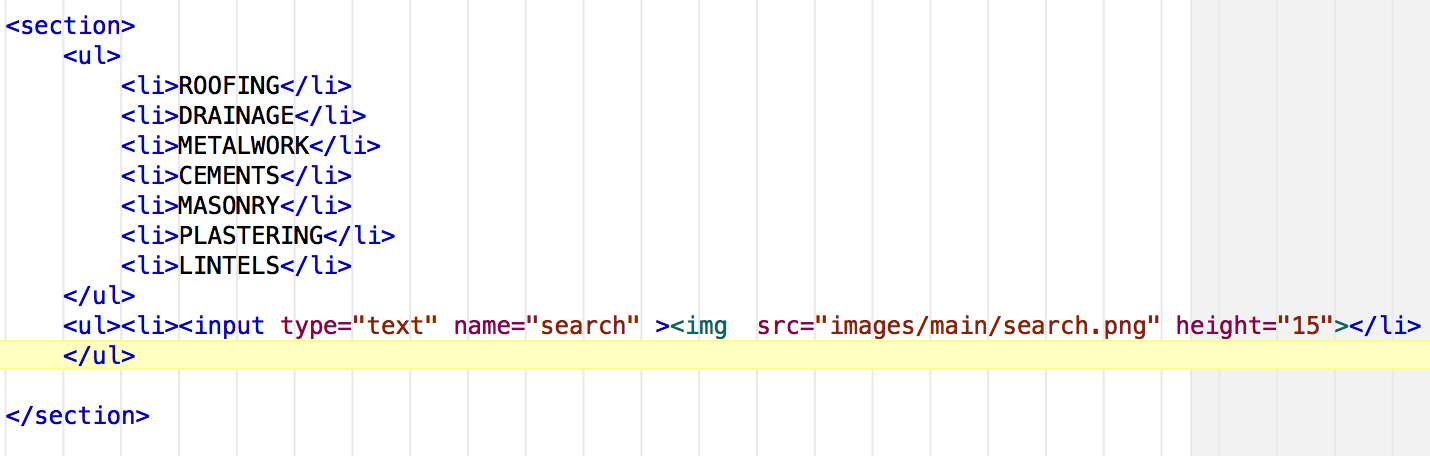 <section>
    <ul>
        <li>ROOFING</li>
        <li>DRAINAGE</li>
        <li>METALWORK</li>
        <li>CEMENTS</li>
        <li>MASONRY</li>
        <li>PLASTERING</li>
        <li>LINTELS</li>
    </ul>
    <ul><li><input type="text" name="search" ><img  src="images/main/search.png" height="15"></li>
    </ul>
</section>